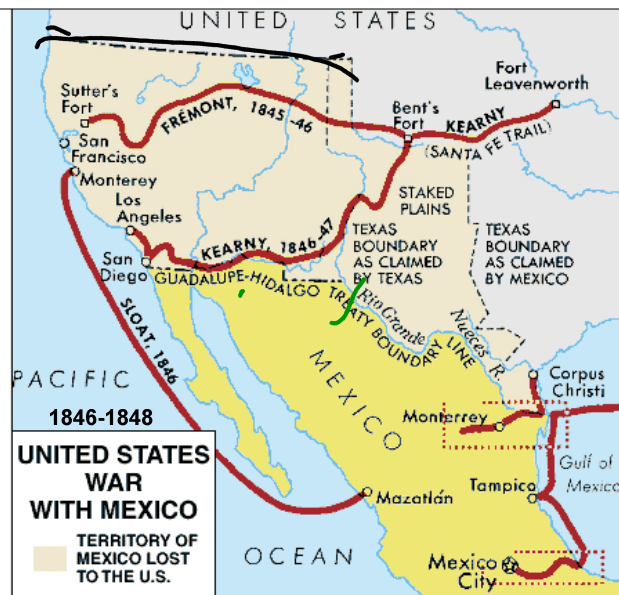 UNITED STATES
Fort
Leavenworth
Sutter's
Fort
FRÉMONT, 1845-46
Bent's
Fort
KEARNY
(SANTA FE TRAIL)
San
Francisco
Monterey
Los
Angeles
STAKED
PLAINS
KEARNY, 1846-47
TEXAS
BOUNDARY
AS CLAIMED
BY TEXAS
TEXAS
BOUNDARY
AS CLAIMED
BY MEXICO
San
Diego
GUADALUPE-HIDALGO TREATY BOUNDARY LINE
Rio Grande
Nueces R.
SLOAT, 1846
MEXICO
PACIFIC
Corpus
Christi
1846-1848
Monterrey
UNITED STATES
WAR
WITH MEXICO
TERRITORY OF
MEXICO LOST
TO THE U.S.
Gulf of
Mexico
Mazatlán
Tampico
OCEAN
Mexico
City